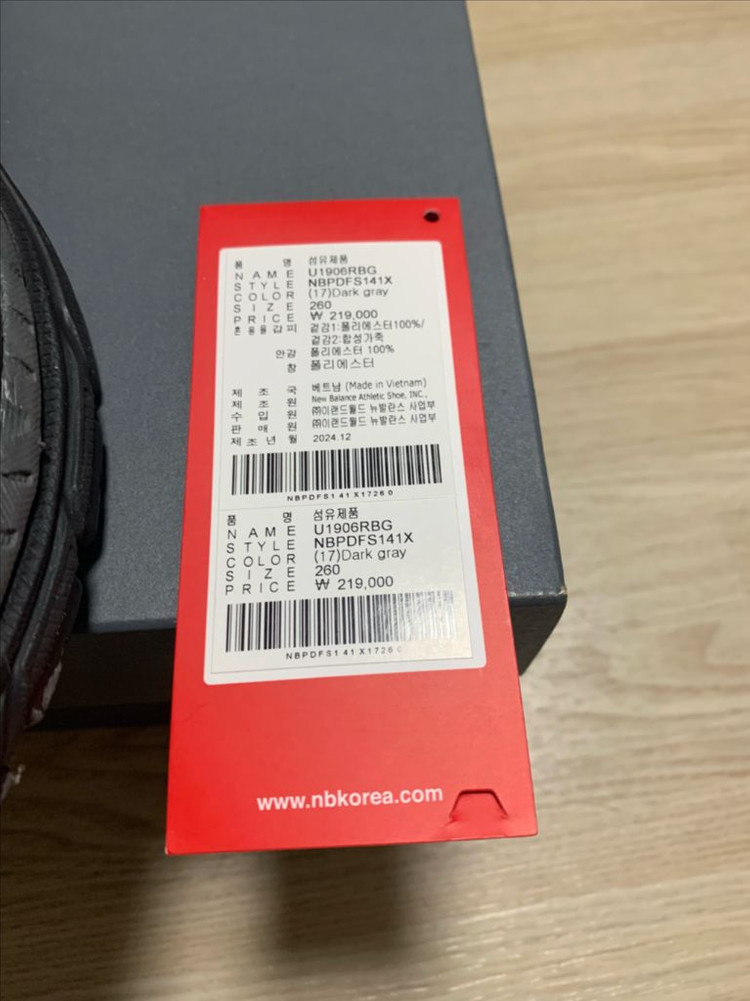 품 명 섬유제품
NAME U1906RBG
STYLE NBPDFS141X
COLOR (17)Dark gray
SIZE 260
PRICE ₩ 219,000
혼용율 겉피 겉감1:폴리에스터100%/
겉감2:합성가죽
안감 폴리에스터 100%
창 폴리에스터
제 조 국 베트남 (Made in Vietnam)
제 조 원 New Balance Athletic Shoe, INC.,
수 입 원 ㈜이랜드월드 뉴발란스 사업부
판 매 원 ㈜이랜드월드 뉴발란스 사업부
제 조 년 월 2024.12
NBPDFS141X17260
품 명 섬유제품
NAME U1906RBG
STYLE NBPDFS141X
COLOR (17)Dark gray
SIZE 260
PRICE ₩ 219,000
NBPDFS141X1726
www.nbkorea.com